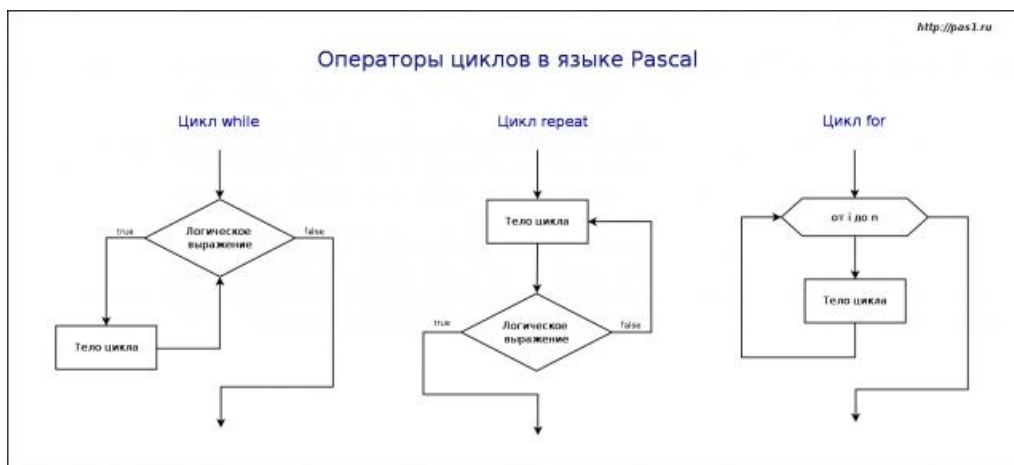 http://pas1.ru
Операторы циклов в языке Pascal
Цикл while
Логическое
выражение
true
false
Тело цикла
Цикл repeat
Тело цикла
Логическое
выражение
true
false
Цикл for
от i до n
Тело цикла